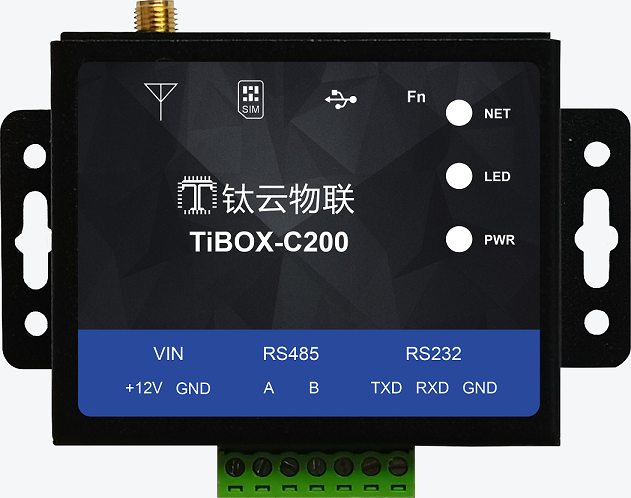 SIM
Fn
NET
LED
钛云物联
TiBOX-C200
PWR
VIN RS485 RS232
+12V GND A B TXD RXD GND